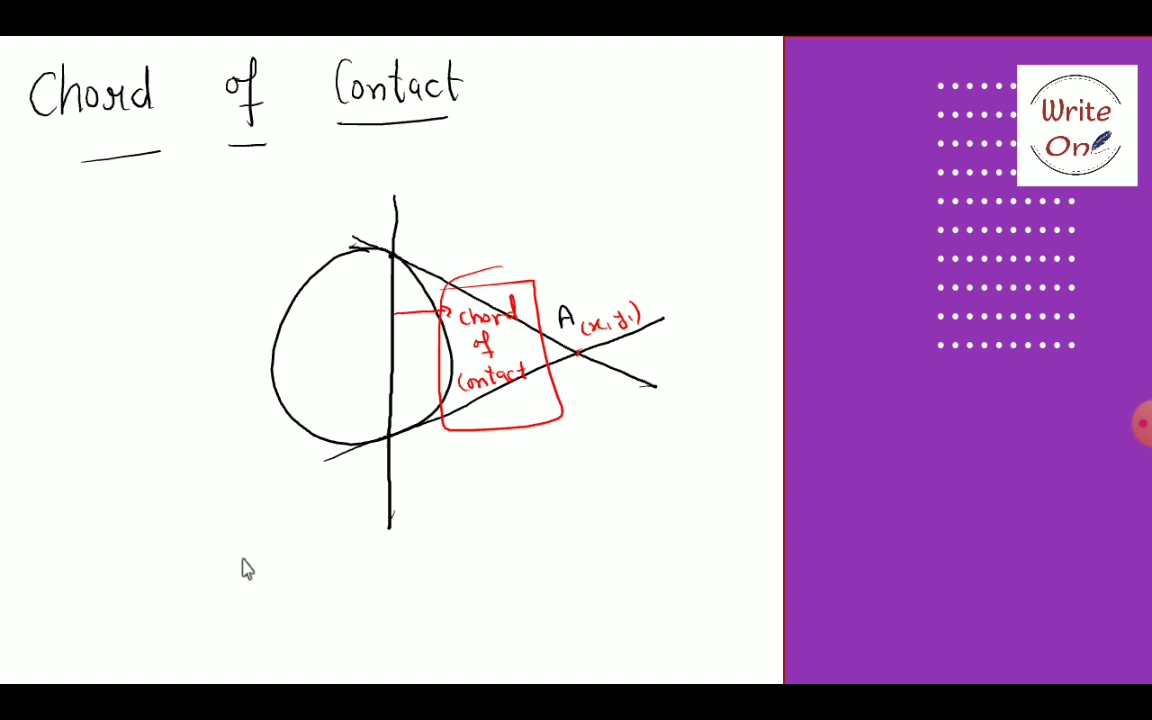 Chord of Contact
A (x₁ y₁)
chord
of
contact
Write
On